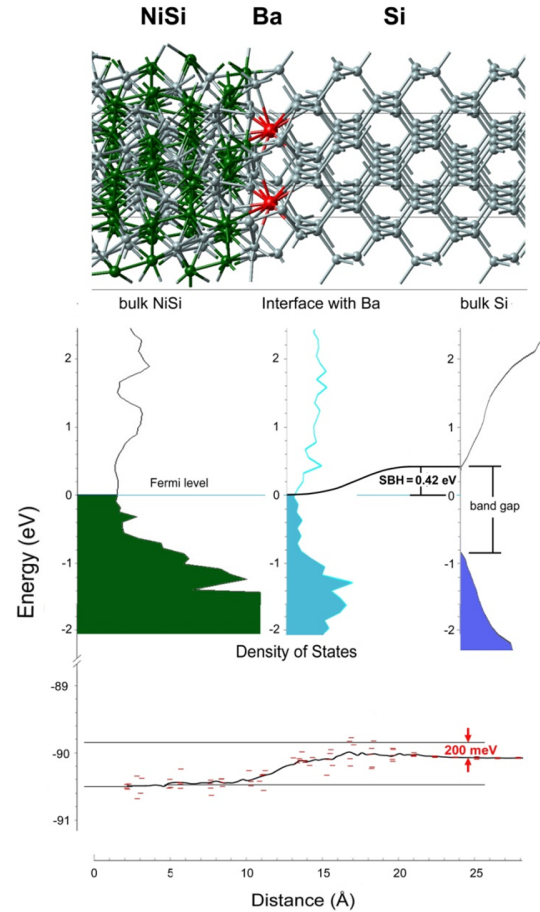 NiSi Ba Si
bulk NiSi Interface with Ba bulk Si
2 2 2
1 1 1
Fermi level
SBH = 0.42 eV
0 0 0
band gap
-1 -1 -1
-2 -2 -2
Energy (eV)
Density of States
-89
-90
200 meV
-91
0 5 10 15 20 25
Distance (Å)